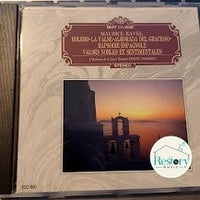 BEST CLASSIC
MAURICE RAVEL
BOLERO·LA VALSE·ALBORADA DEL GRACIOSO·
RAPSODIE ESPAGNOLE
VALSES NOBLES ET SENTIMENTALES
L'Orchestre de la Suisse Romande·ERNEST ANSERMET
STEREO
Restory